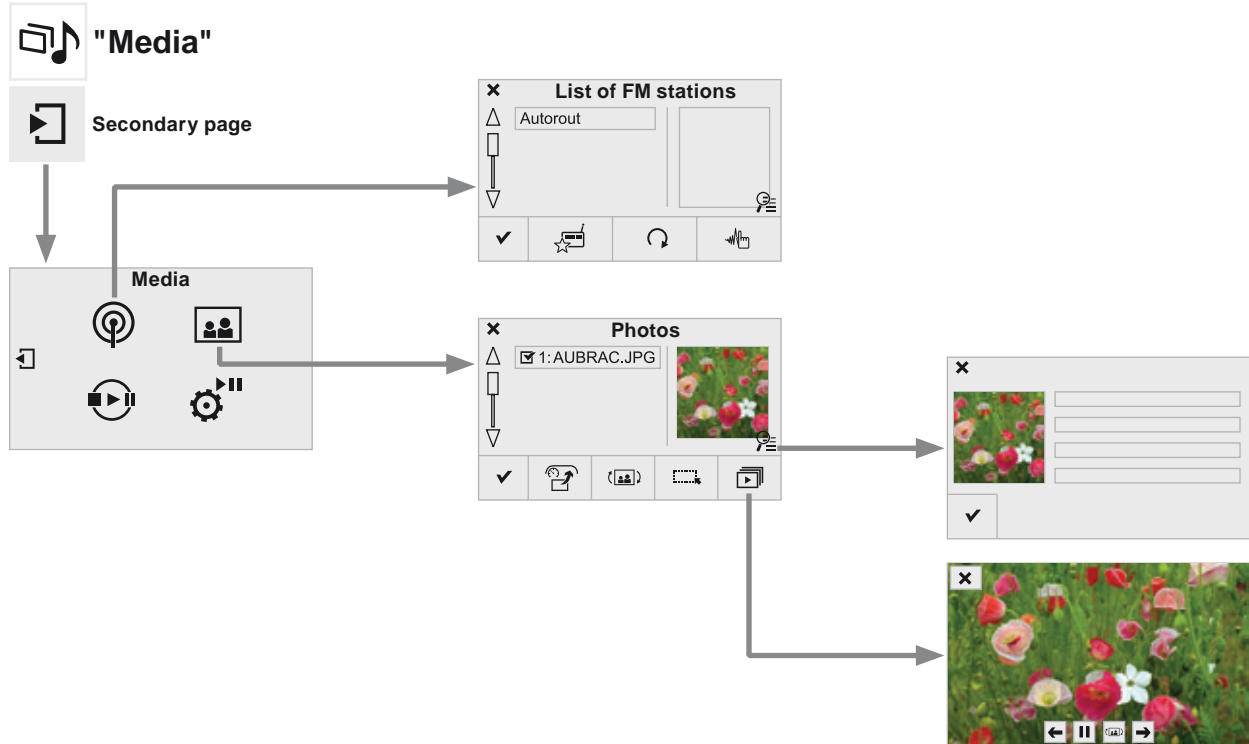 "Media"
Secondary page
List of FM stations
Autorout
Media
Photos
1: AUBRAC.JPG